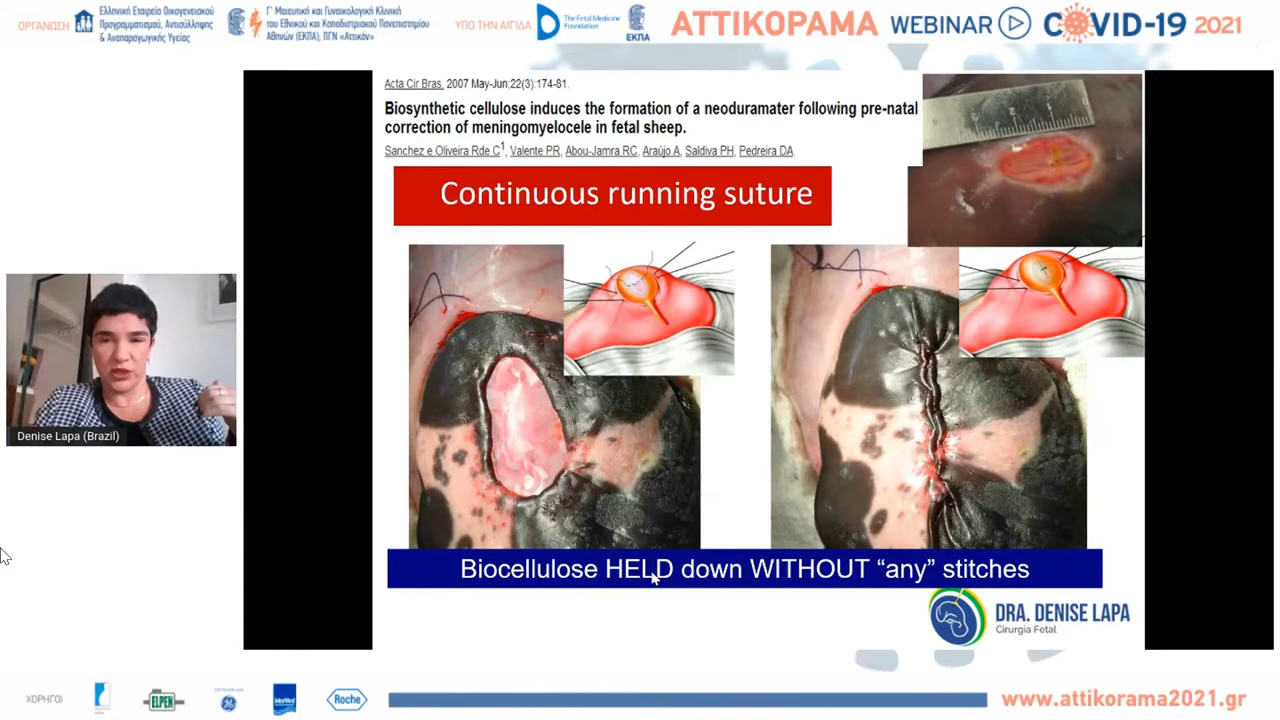 ΟΡΓΑΝΩΣΗ
Ελληνική Εταιρεία Οικογενειακού
Προγραμματισμού, Αντισύλληψης
& Αναπαραγωγικής Υγείας
Γ' Μαιευτική και Γυναικολογική Κλινική
του Εθνικού και Καποδιστριακού Πανεπιστημίου
Αθηνών (ΕΚΠΑ), ΠΓΝ «Αττικόν»
ΥΠΟ ΤΗΝ ΑΙΓΙΔΑ
The Fetal Medicine
Foundation
ΕΚΠΑ
ΑΤΤΙΚΟΡΑΜΑ
WEBINAR
COVID-19 2021
Acta Cir Bras. 2007 May-Jun;22(3):174-81.
Biosynthetic cellulose induces the formation of a neoduramater following pre-natal
correction of meningomyelocele in fetal sheep.
Sanchez e Oliveira Rde C1, Valente PR, Abou-Jamra RC, Araújo A, Saldiva PH, Pedreira DA.
Continuous running suture
Denise Lapa (Brazil)
Biocellulose HELD down WITHOUT “any” stitches
DRA. DENISE LAPA
Cirurgia Fetal
ΧΟΡΗΓΟΙ
ELPEN
InterMed
Roche
www.attikorama2021.gr